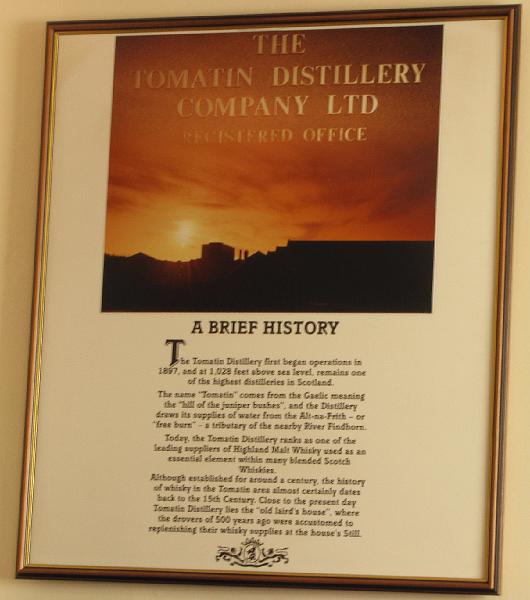 THE
TOMATIN DISTILLERY
COMPANY LTD
REGISTERED OFFICE
A BRIEF HISTORY
The Tomatin Distillery first began operations in
1897, and at 1,028 feet above sea level, remains one
of the highest distilleries in Scotland.
The name "Tomatin" comes from the Gaelic meaning
the "hill of the juniper bushes", and the Distillery
draws its supplies of water from the Alt-na-Frith – or
"free burn" – a tributary of the nearby River Findhorn.
Today, the Tomatin Distillery ranks as one of the
leading suppliers of Highland Malt Whisky used as an
essential element within many blended Scotch
Whiskies.
Although established for around a century, the history
of whisky in the Tomatin area almost certainly dates
back to the 15th Century. Close to the present day
Tomatin Distillery lies the "old laird's house", where
the drovers of 500 years ago were accustomed to
replenishing their whisky supplies at the house's Still.